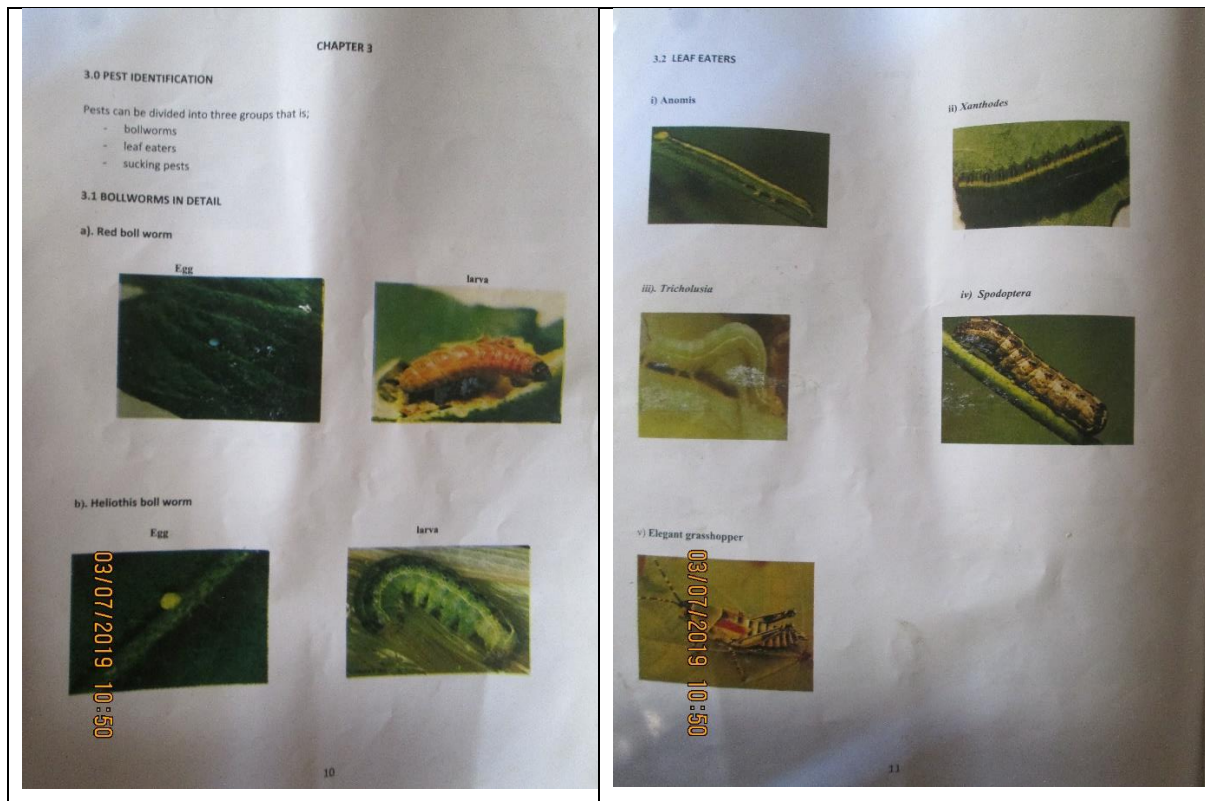 CHAPTER 3
3.0 PEST IDENTIFICATION
Pests can be divided into three groups that is;
- bollworms
- leaf eaters
- sucking pests
3.1 BOLLWORMS IN DETAIL
a). Red boll worm
Egg
larva
b). Heliothis boll worm
Egg
larva
03/07/2019 10:50
10
3.2 LEAF EATERS
i) Anomis
ii) Xanthodes
iii). Tricholusia
iv) Spodoptera
v) Elegant grasshopper
03/07/2019 10:50
13